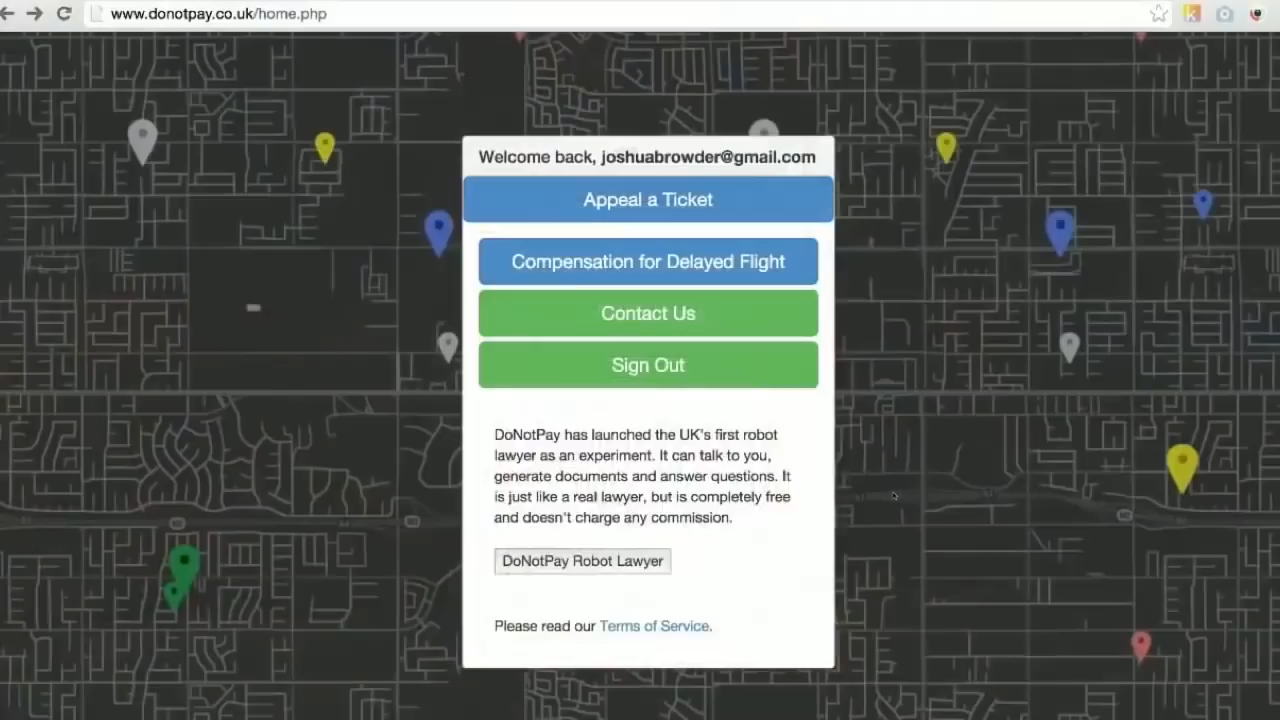 www.donotpay.co.uk/home.php
Welcome back, joshuabrowder@gmail.com
Appeal a Ticket
Compensation for Delayed Flight
Contact Us
Sign Out
DoNotPay has launched the UK's first robot
lawyer as an experiment. It can talk to you,
generate documents and answer questions. It
is just like a real lawyer, but is completely free
and doesn't charge any commission.
DoNotPay Robot Lawyer
Please read our Terms of Service.